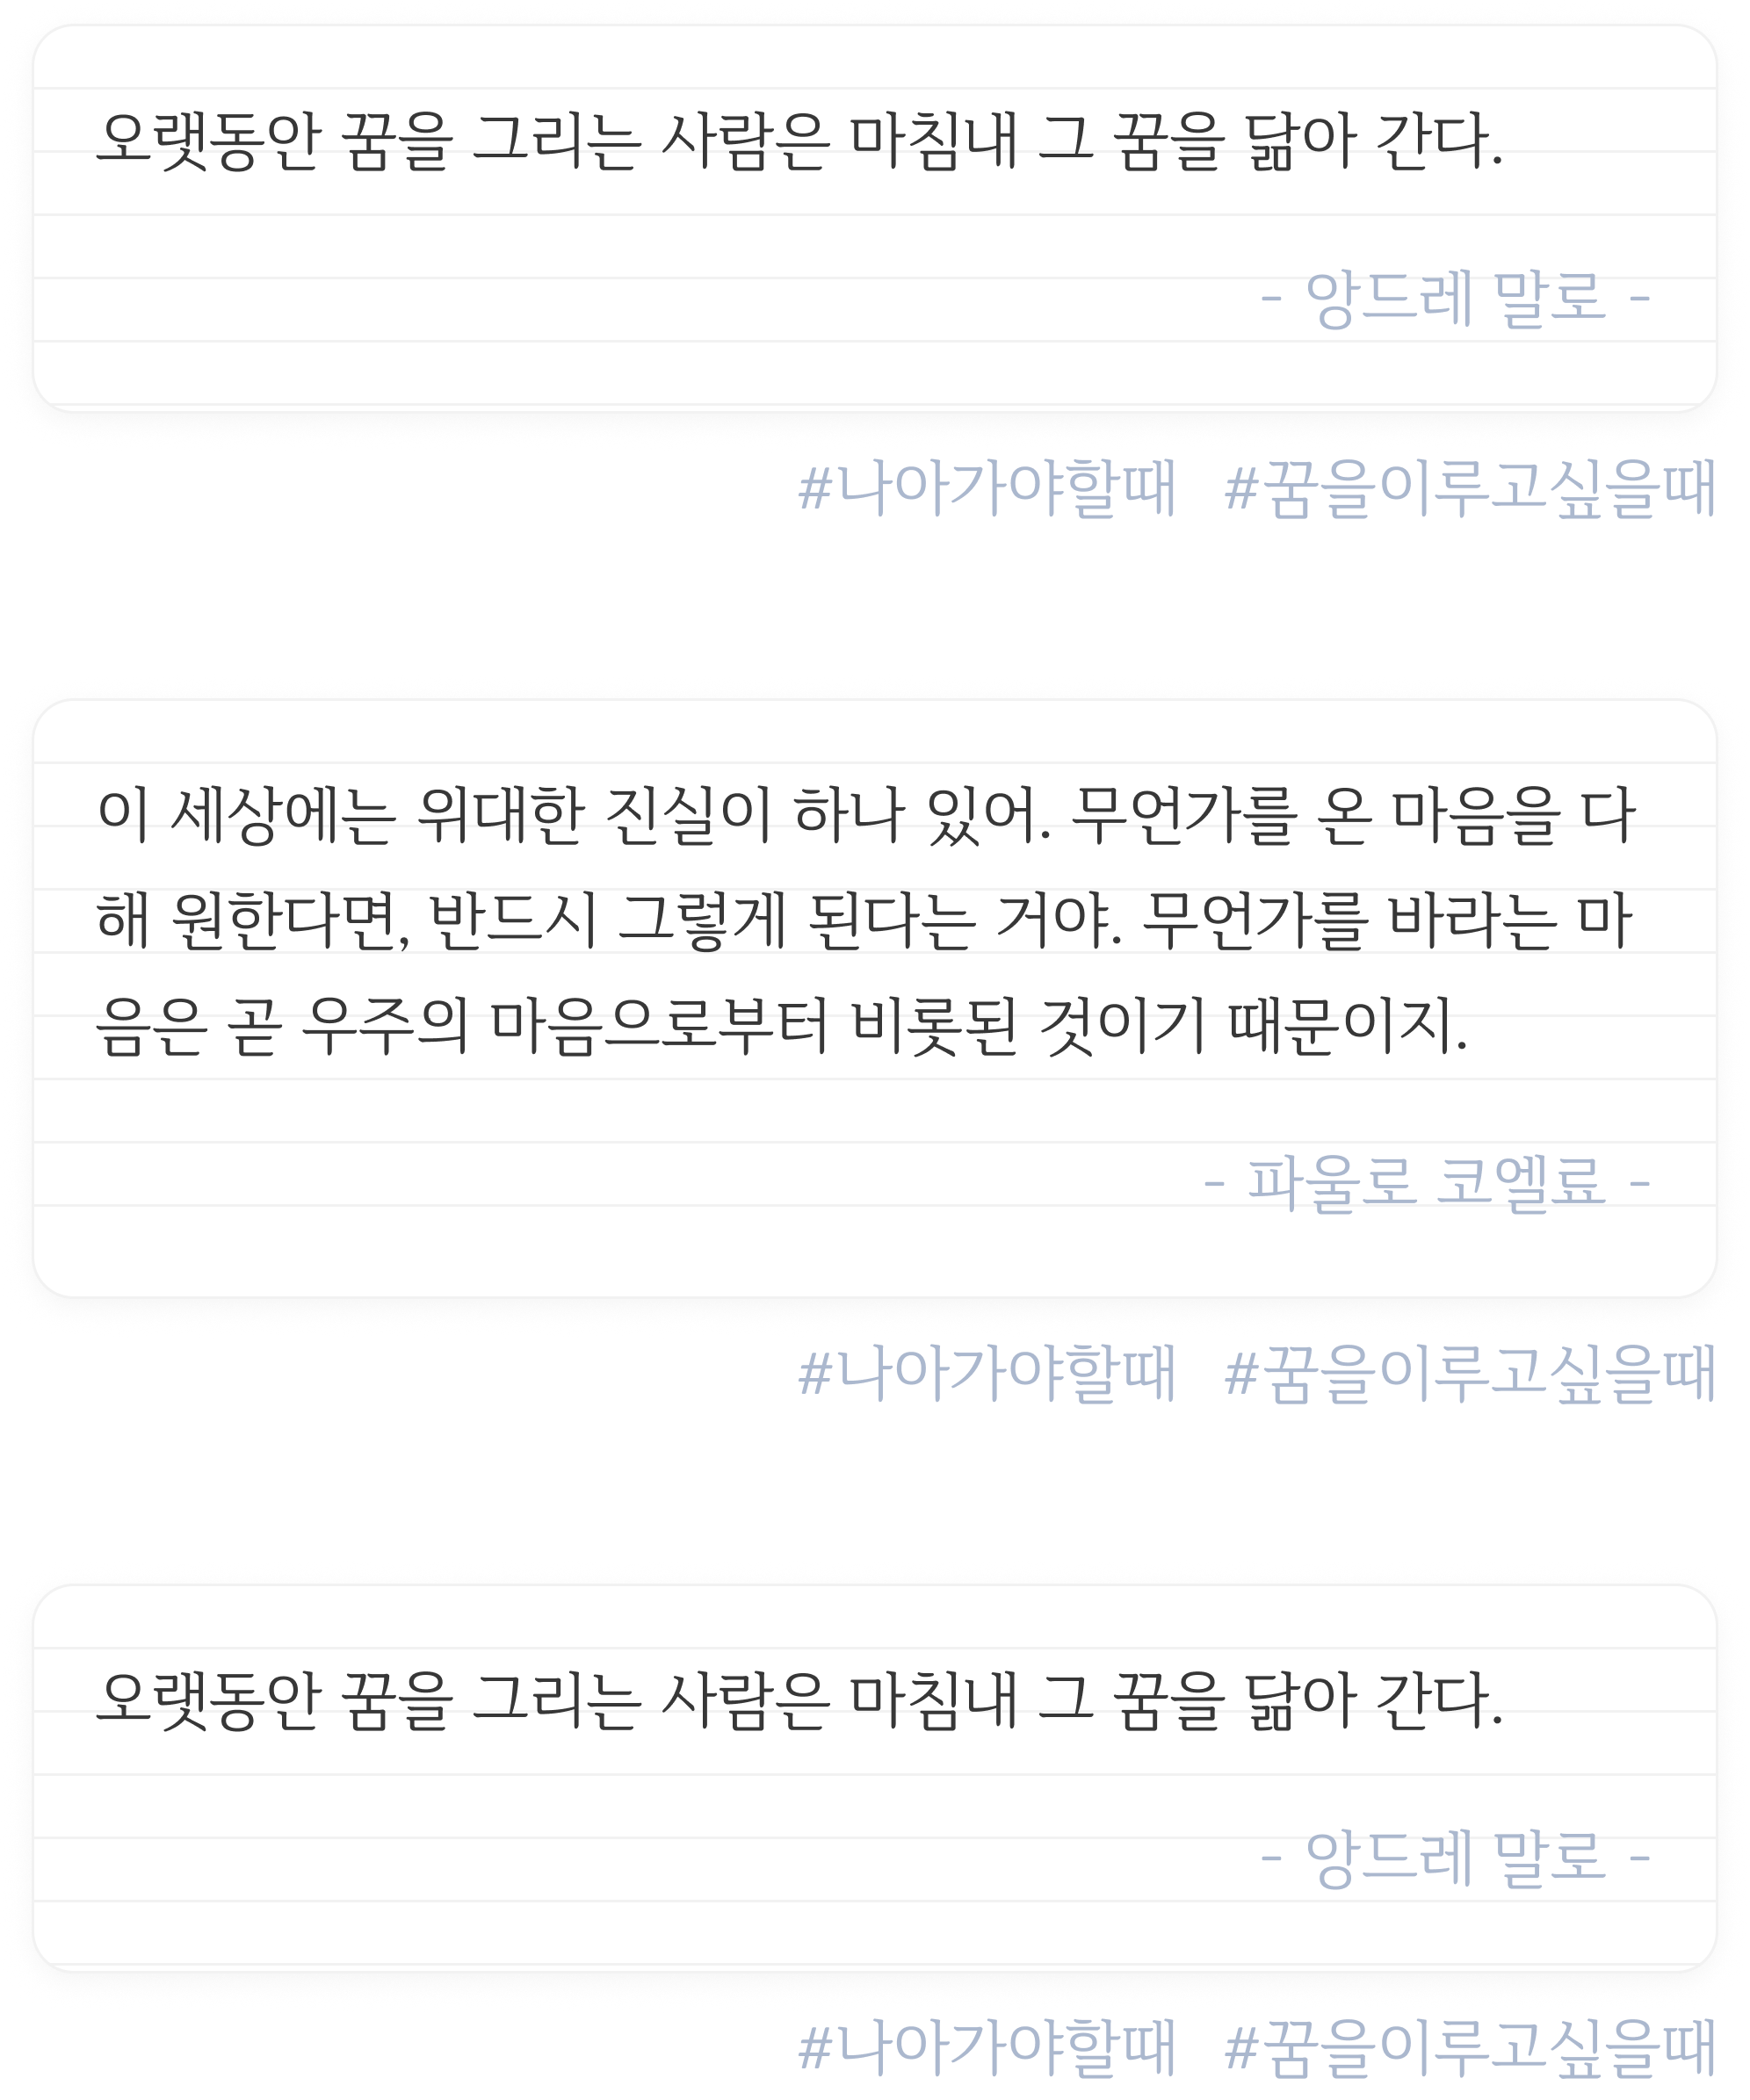 오랫동안 꿈을 그리는 사람은 마침내 그 꿈을 닮아 간다.
- 앙드레 말로 -
#나아가야할때 #꿈을이루고싶을때
이 세상에는 위대한 진실이 하나 있어. 무언가를 온 마음을 다
해 원한다면, 반드시 그렇게 된다는 거야. 무언가를 바라는 마
음은 곧 우주의 마음으로부터 비롯된 것이기 때문이지.
- 파울로 코엘료 -
#나아가야할때 #꿈을이루고싶을때
오랫동안 꿈을 그리는 사람은 마침내 그 꿈을 닮아 간다.
- 앙드레 말로 -
#나아가야할때 #꿈을이루고싶을때